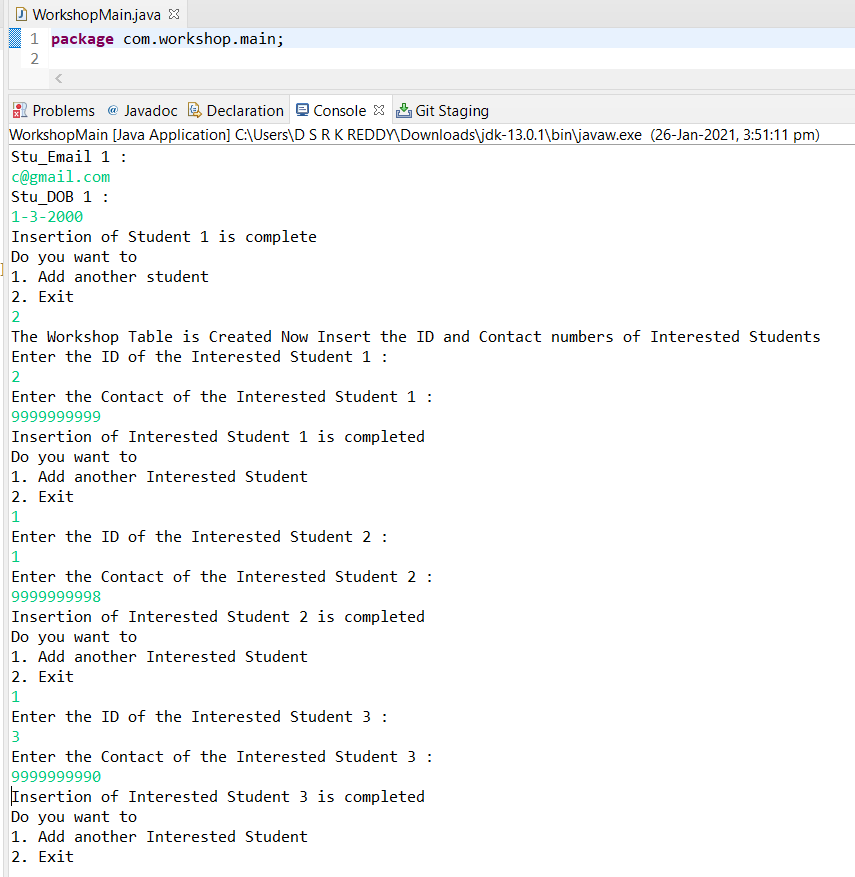 WorkshopMain.java
1 package com.workshop.main;
2
Problems @ Javadoc Declaration Console Git Staging
WorkshopMain [Java Application] C:\Users\D S R K REDDY\Downloads\jdk-13.0.1\bin\javaw.exe (26-Jan-2021, 3:51:11 pm)
Stu_Email 1 :
c@gmail.com
Stu_DOB 1 :
1-3-2000
Insertion of Student 1 is complete
Do you want to
1. Add another student
2. Exit
2
The Workshop Table is Created Now Insert the ID and Contact numbers of Interested Students
Enter the ID of the Interested Student 1 :
2
Enter the Contact of the Interested Student 1 :
9999999999
Insertion of Interested Student 1 is completed
Do you want to
1. Add another Interested Student
2. Exit
1
Enter the ID of the Interested Student 2 :
1
Enter the Contact of the Interested Student 2 :
9999999998
Insertion of Interested Student 2 is completed
Do you want to
1. Add another Interested Student
2. Exit
1
Enter the ID of the Interested Student 3 :
3
Enter the Contact of the Interested Student 3 :
9999999990
Insertion of Interested Student 3 is completed
Do you want to
1. Add another Interested Student
2. Exit